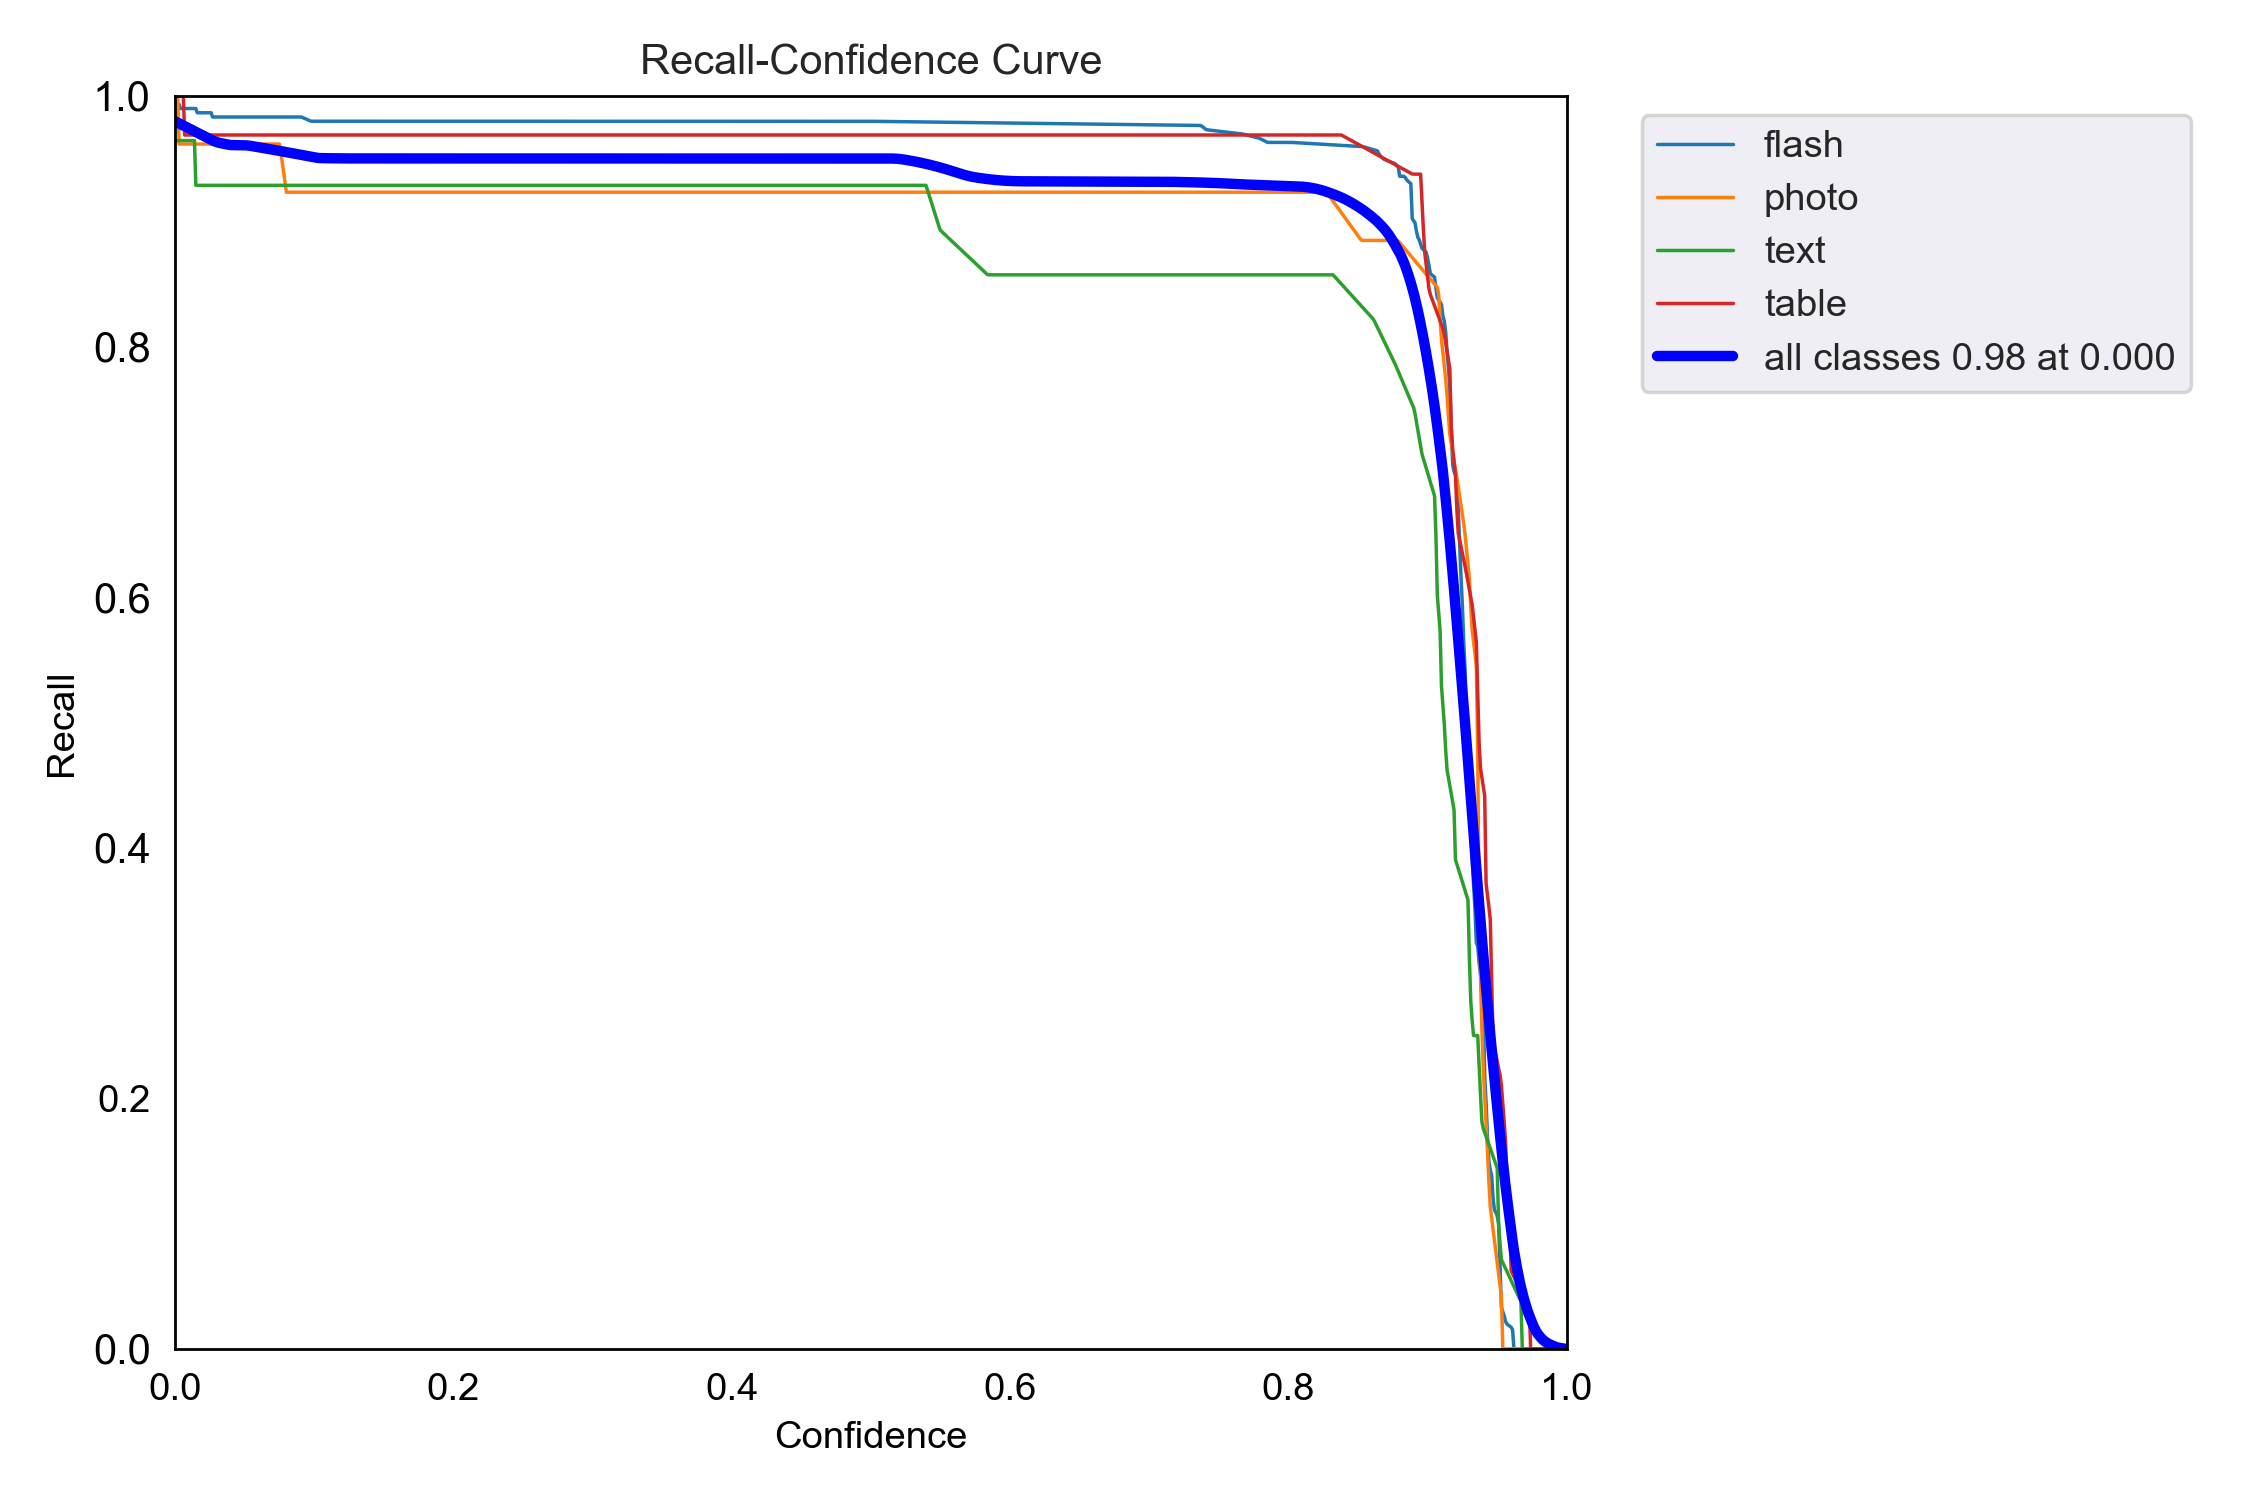 Recall-Confidence Curve
1.0
0.8
0.6
0.4
0.2
0.0
Recall
0.0 0.2 0.4 0.6 0.8 1.0
Confidence
flash
photo
text
table
all classes 0.98 at 0.000